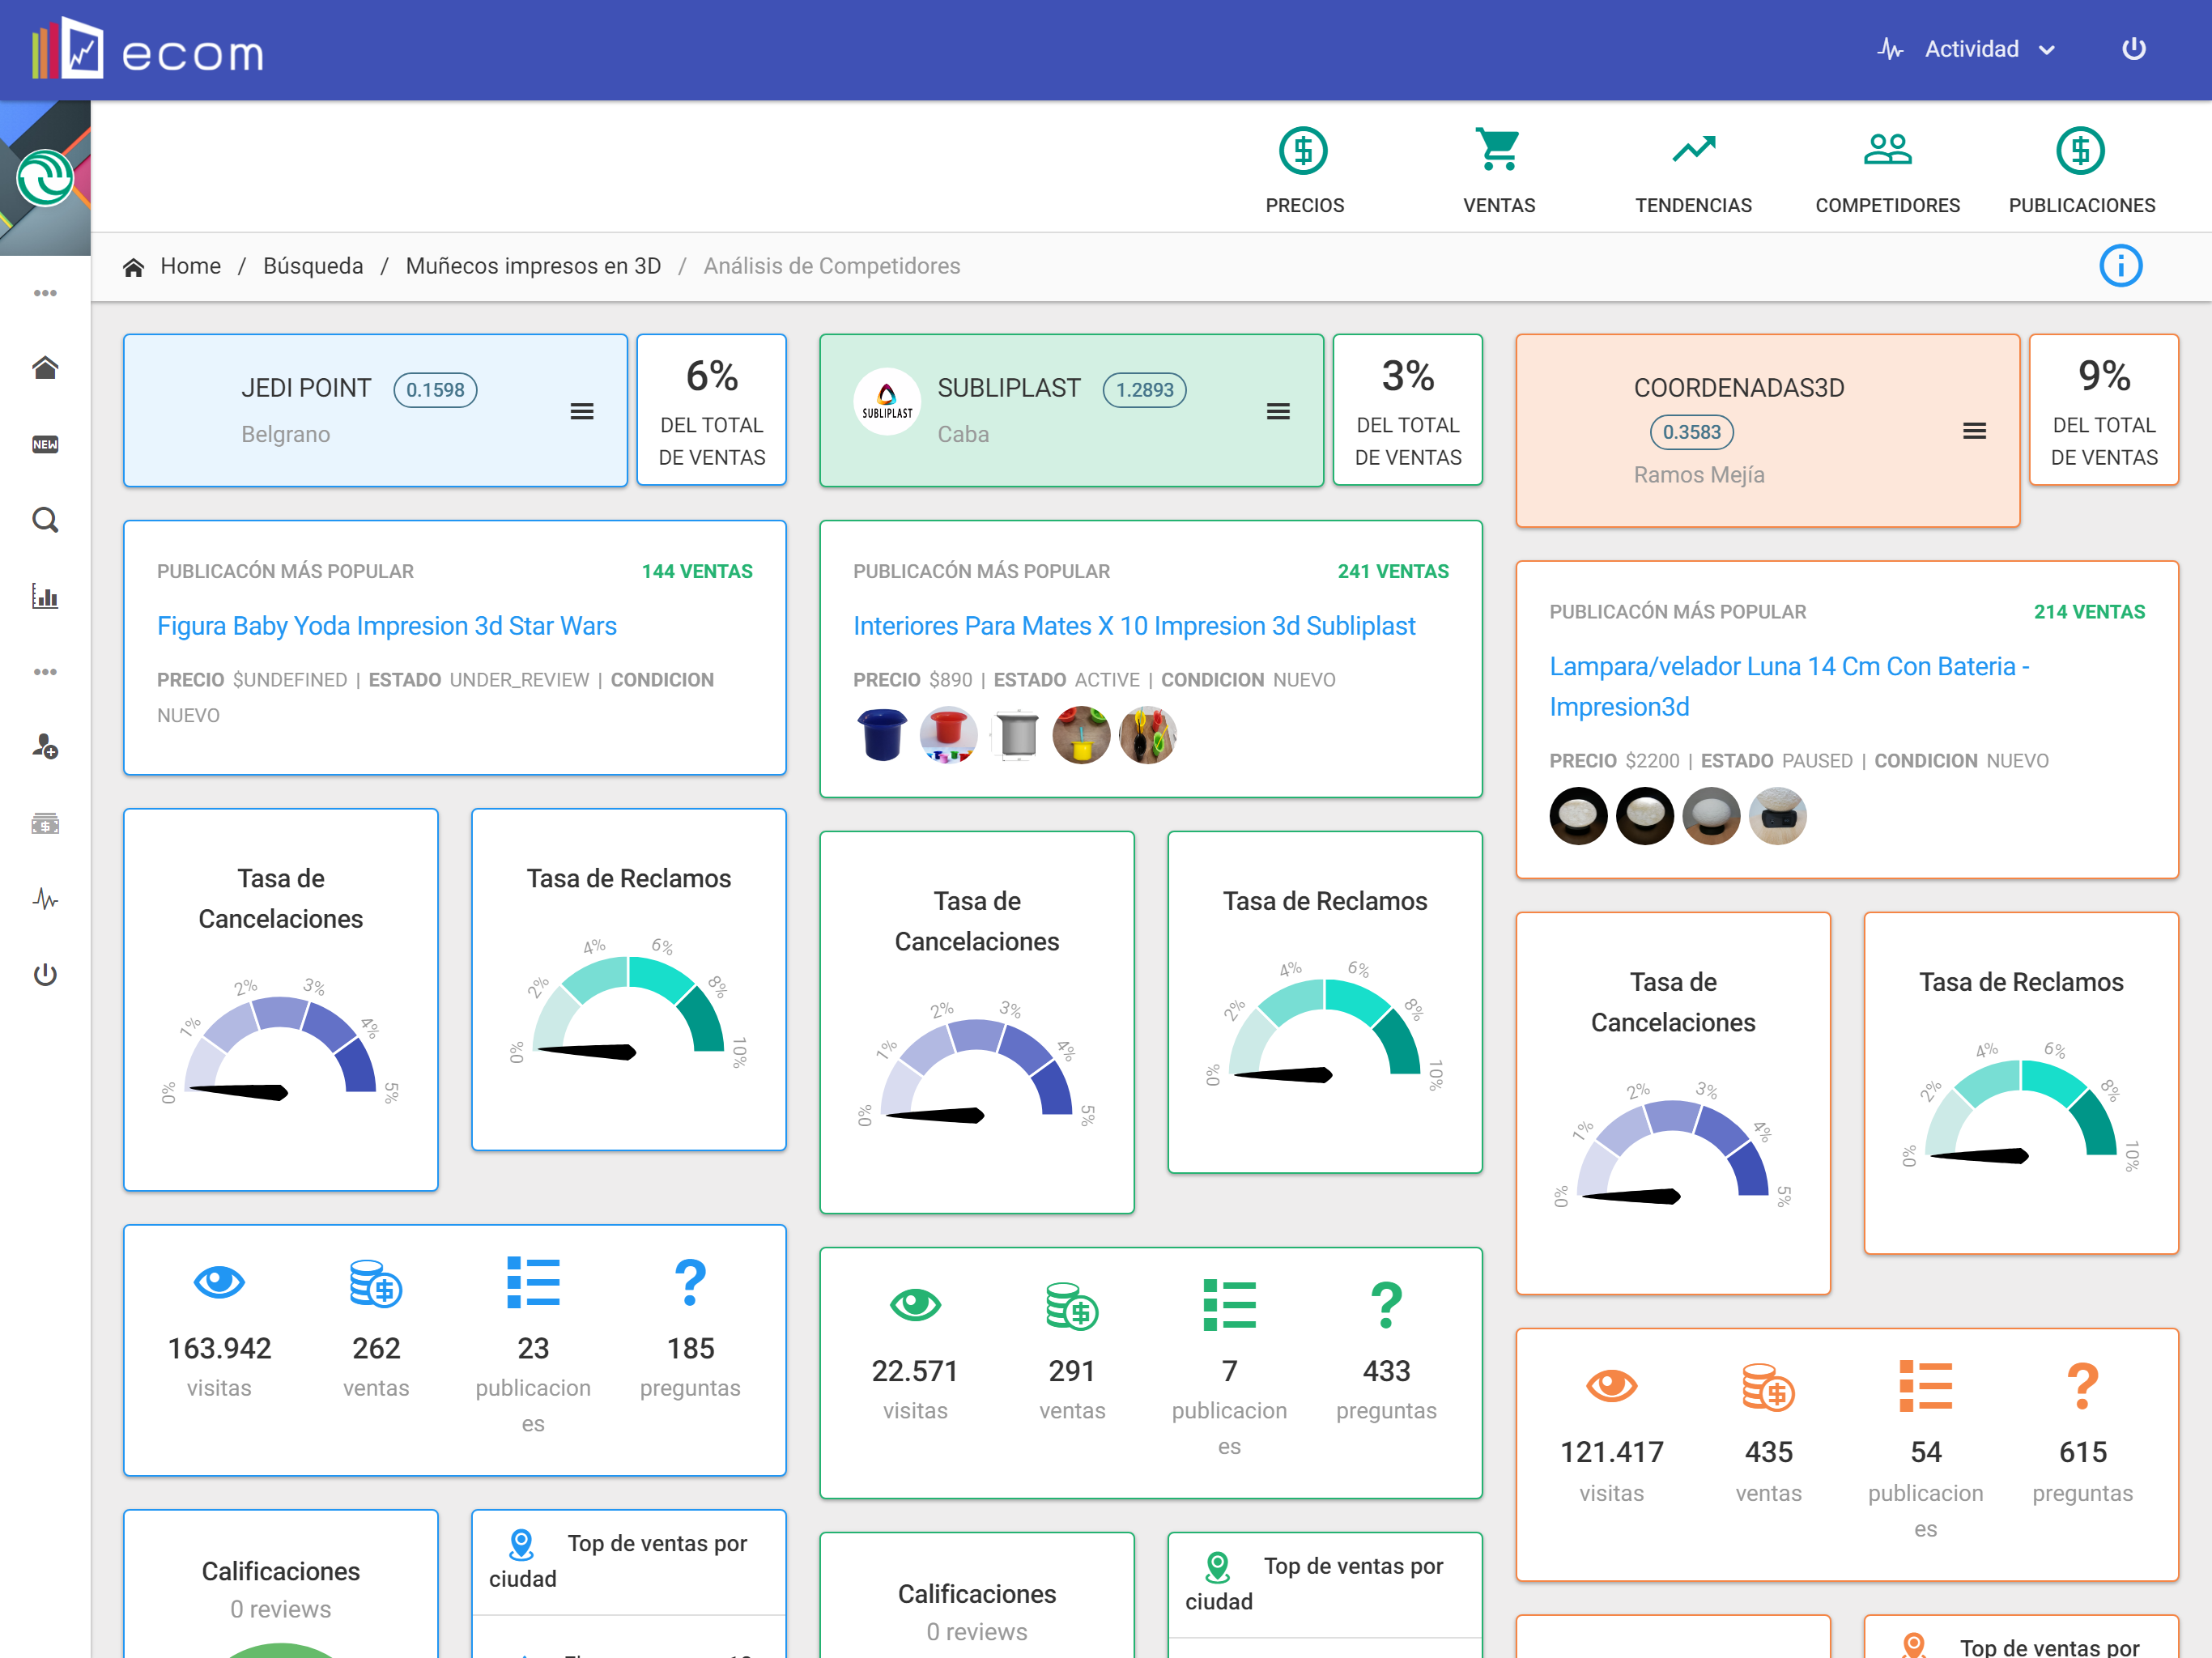 ecom
Actividad
PRECIOS
VENTAS
TENDENCIAS
COMPETIDORES
PUBLICACIONES
Home / Búsqueda / Muñecos impresos en 3D / Análisis de Competidores
NEW
JEDI POINT 0.1598
Belgrano
6%
DEL TOTAL
DE VENTAS
PUBLICACÓN MÁS POPULAR 144 VENTAS
Figura Baby Yoda Impresion 3d Star Wars
PRECIO $UNDEFINED | ESTADO UNDER_REVIEW | CONDICION
NUEVO
Tasa de
Cancelaciones
0% 1% 2% 3% 4% 5%
Tasa de Reclamos
0% 2% 4% 6% 8% 10%
163.942 262 23 185
visitas ventas publicacion preguntas
es
Calificaciones
0 reviews
Top de ventas por
ciudad
SUBLIPLAST
SUBLIPLAST 1.2893
Caba
3%
DEL TOTAL
DE VENTAS
PUBLICACÓN MÁS POPULAR 241 VENTAS
Interiores Para Mates X 10 Impresion 3d Subliplast
PRECIO $890 | ESTADO ACTIVE | CONDICION NUEVO
Tasa de
Cancelaciones
0% 1% 2% 3% 4% 5%
Tasa de Reclamos
0% 2% 4% 6% 8% 10%
22.571 291 7 433
visitas ventas publicacion preguntas
es
Calificaciones
0 reviews
Top de ventas por
ciudad
COORDENADAS3D
0.3583
Ramos Mejía
9%
DEL TOTAL
DE VENTAS
PUBLICACÓN MÁS POPULAR 214 VENTAS
Lampara/velador Luna 14 Cm Con Bateria -
Impresion3d
PRECIO $2200 | ESTADO PAUSED | CONDICION NUEVO
Tasa de
Cancelaciones
0% 1% 2% 3% 4% 5%
Tasa de Reclamos
0% 2% 4% 6% 8% 10%
121.417 435 54 615
visitas ventas publicacion preguntas
es
Top de ventas por